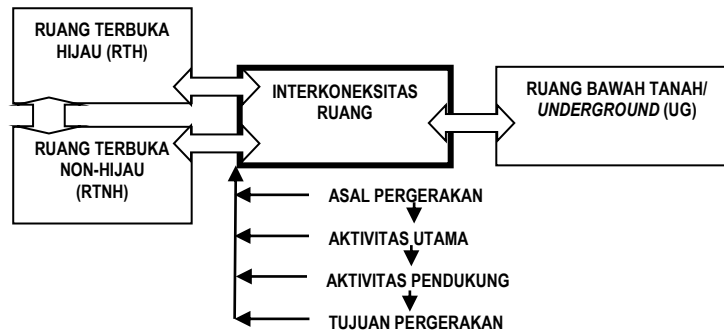 RUANG TERBUKA
HIJAU (RTH)
RUANG TERBUKA
NON-HIJAU
(RTNH)
INTERKONEKSITAS
RUANG
RUANG BAWAH TANAH/
UNDERGROUND (UG)
ASAL PERGERAKAN
AKTIVITAS UTAMA
AKTIVITAS PENDUKUNG
TUJUAN PERGERAKAN